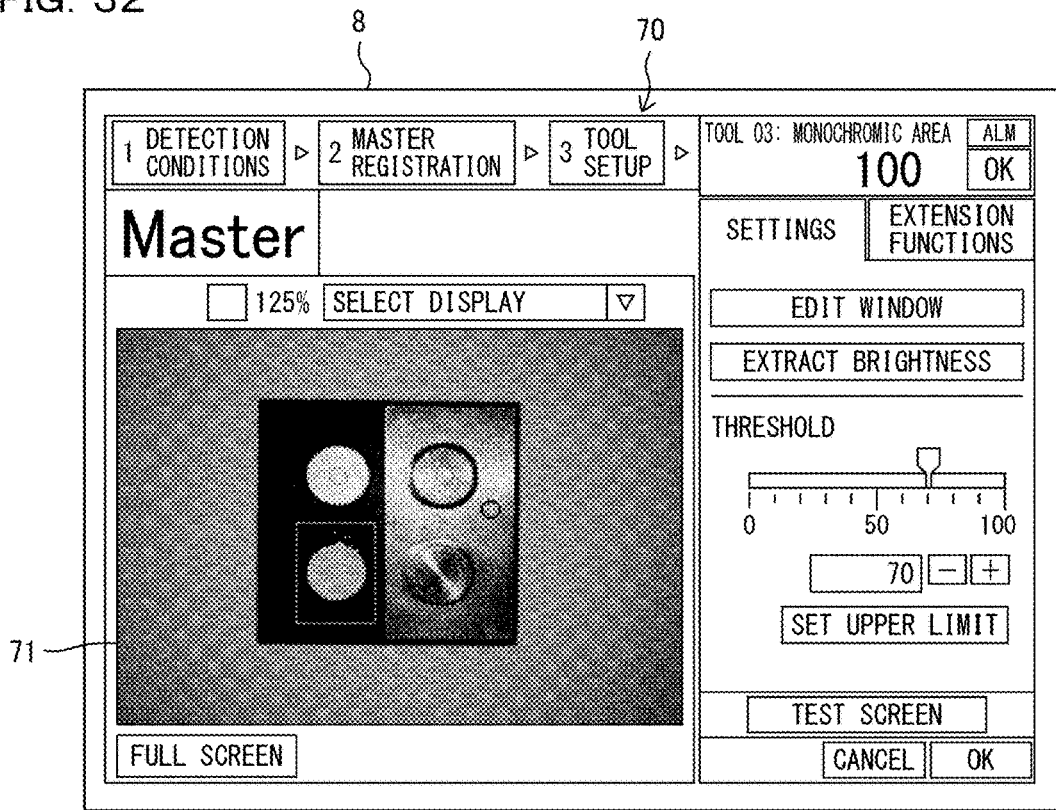 FIG. 32
8
70
1 DETECTION CONDITIONS ▷ 2 MASTER REGISTRATION ▷ 3 TOOL SETUP ▷
TOOL 03: MONOCHROMIC AREA
ALM
100
OK
Master
SETTINGS
EXTENSION
FUNCTIONS
125% SELECT DISPLAY ▽
EDIT WINDOW
EXTRACT BRIGHTNESS
THRESHOLD
0 50 100
70 − +
SET UPPER LIMIT
71
TEST SCREEN
FULL SCREEN
CANCEL OK